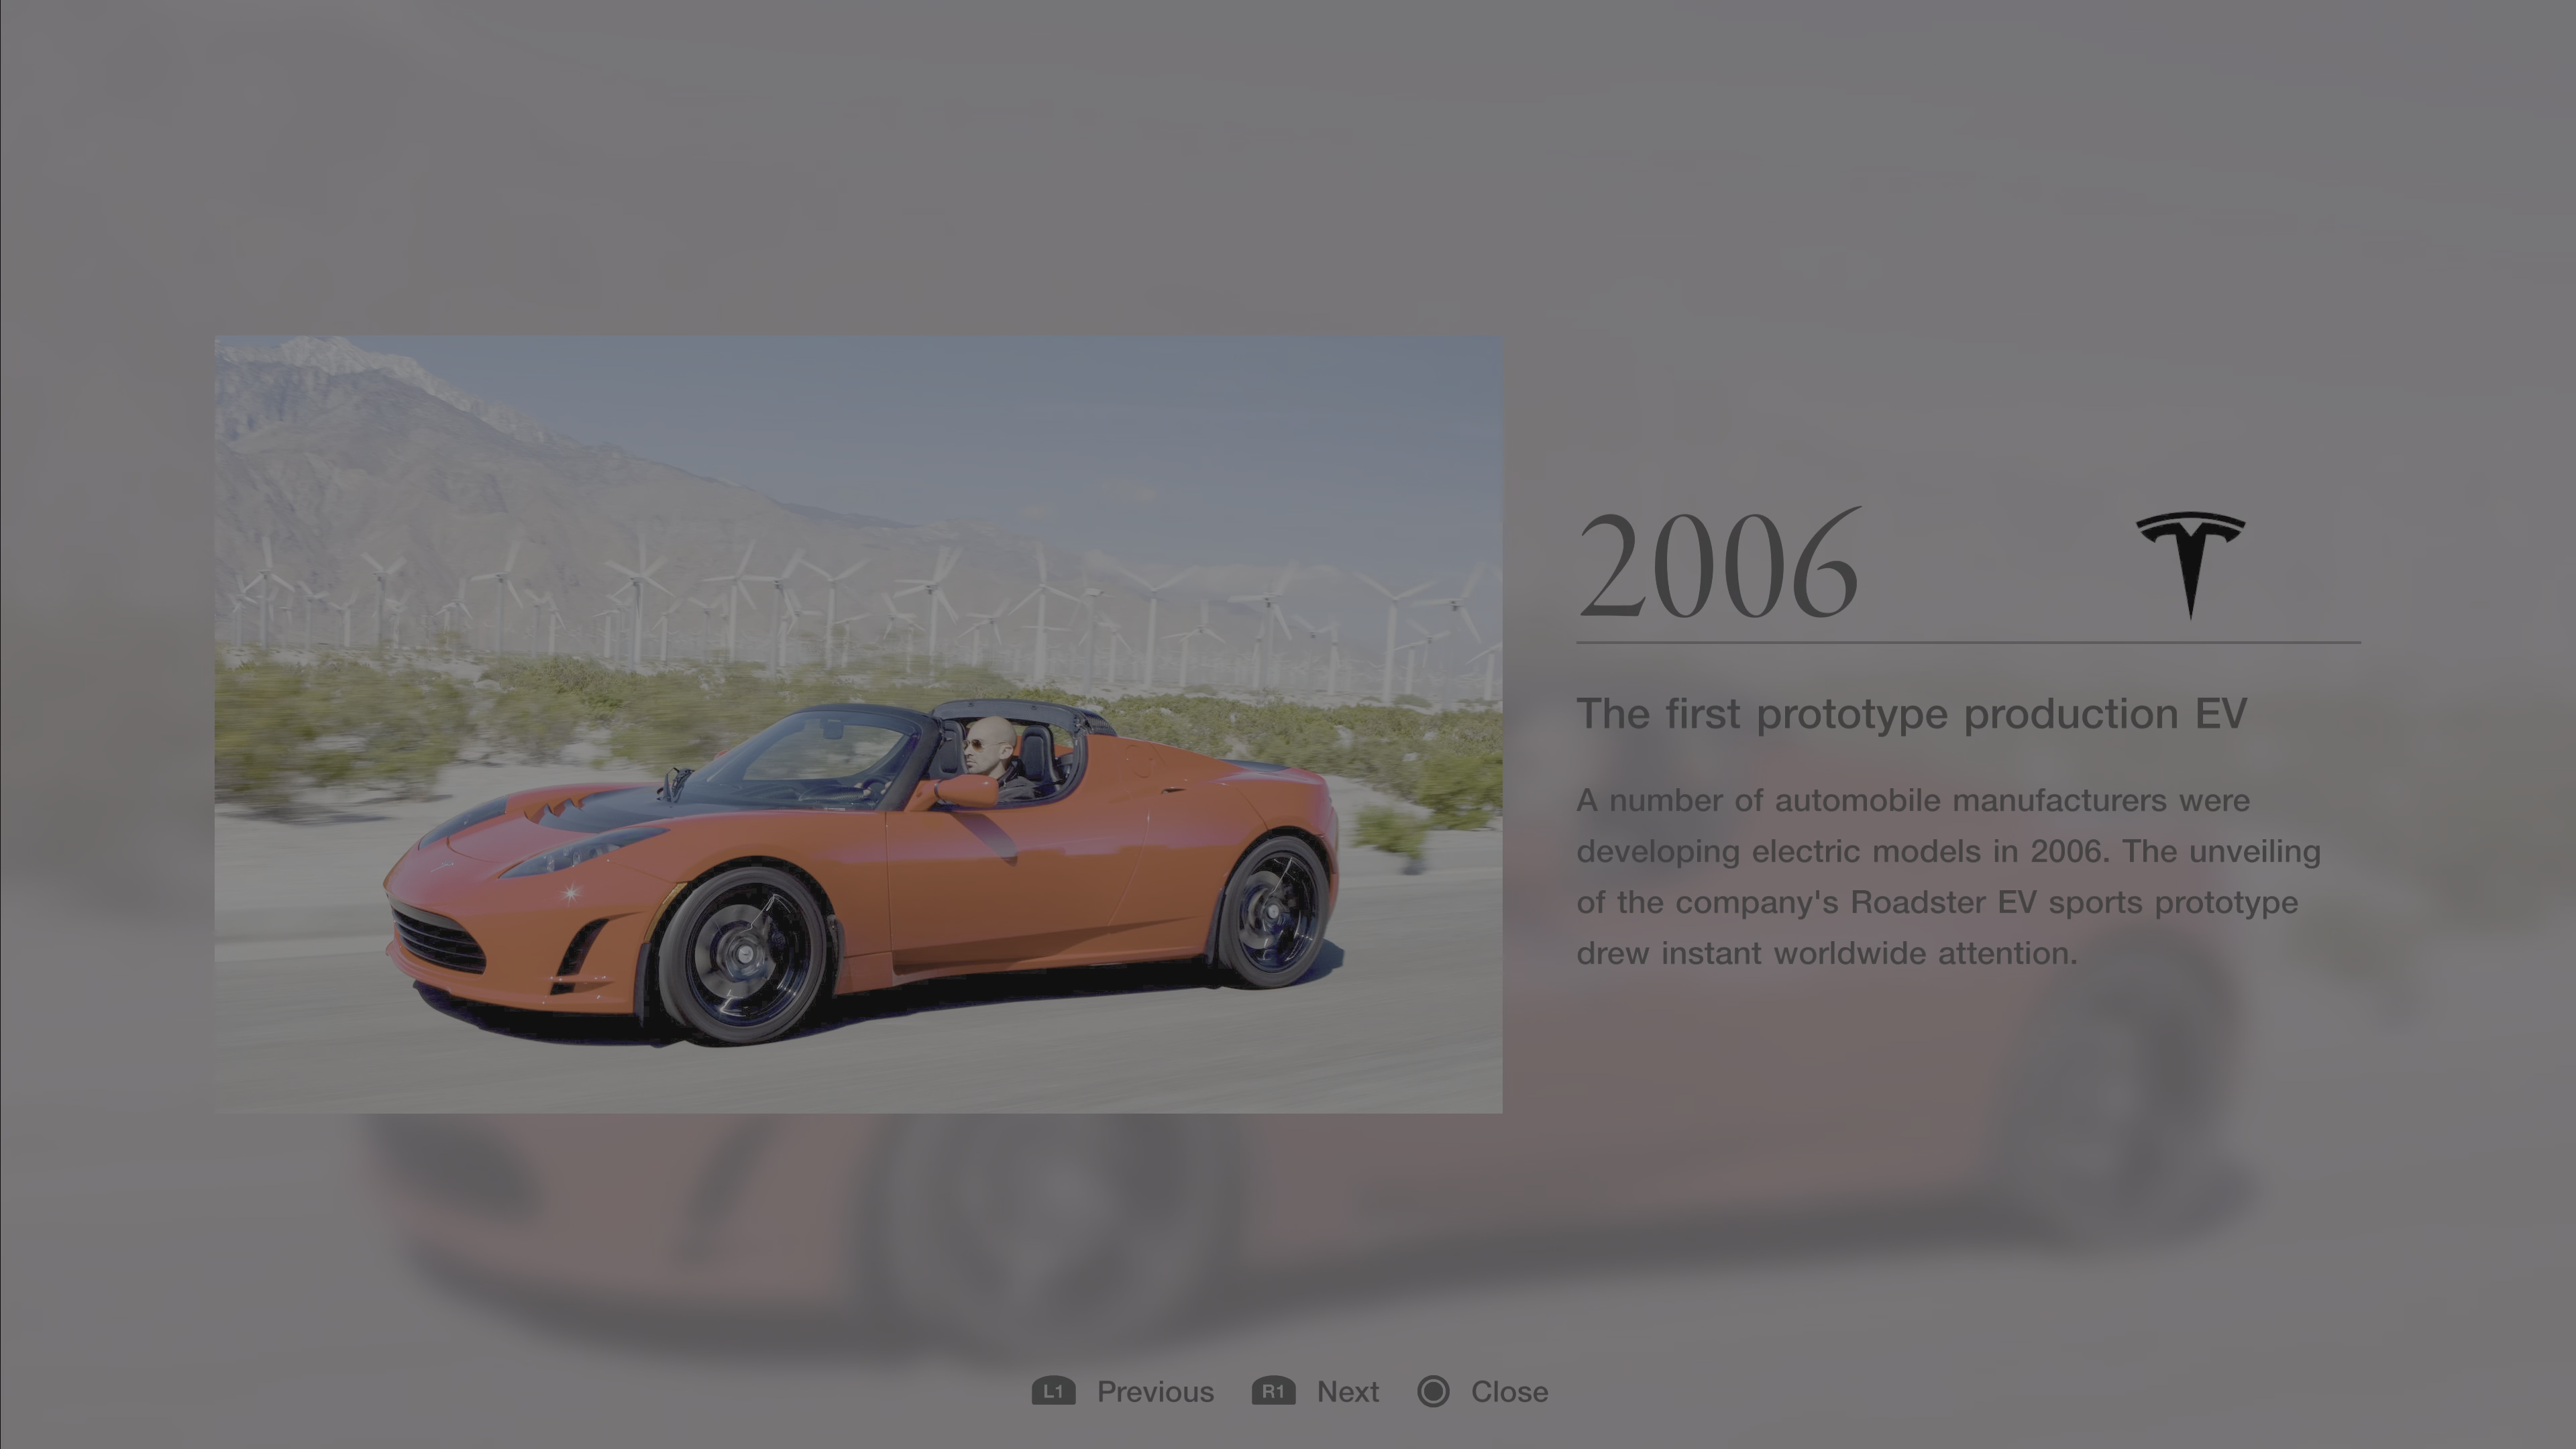 2006
The first prototype production EV
A number of automobile manufacturers were
developing electric models in 2006. The unveiling
of the company's Roadster EV sports prototype
drew instant worldwide attention.
L1 Previous R1 Next Close